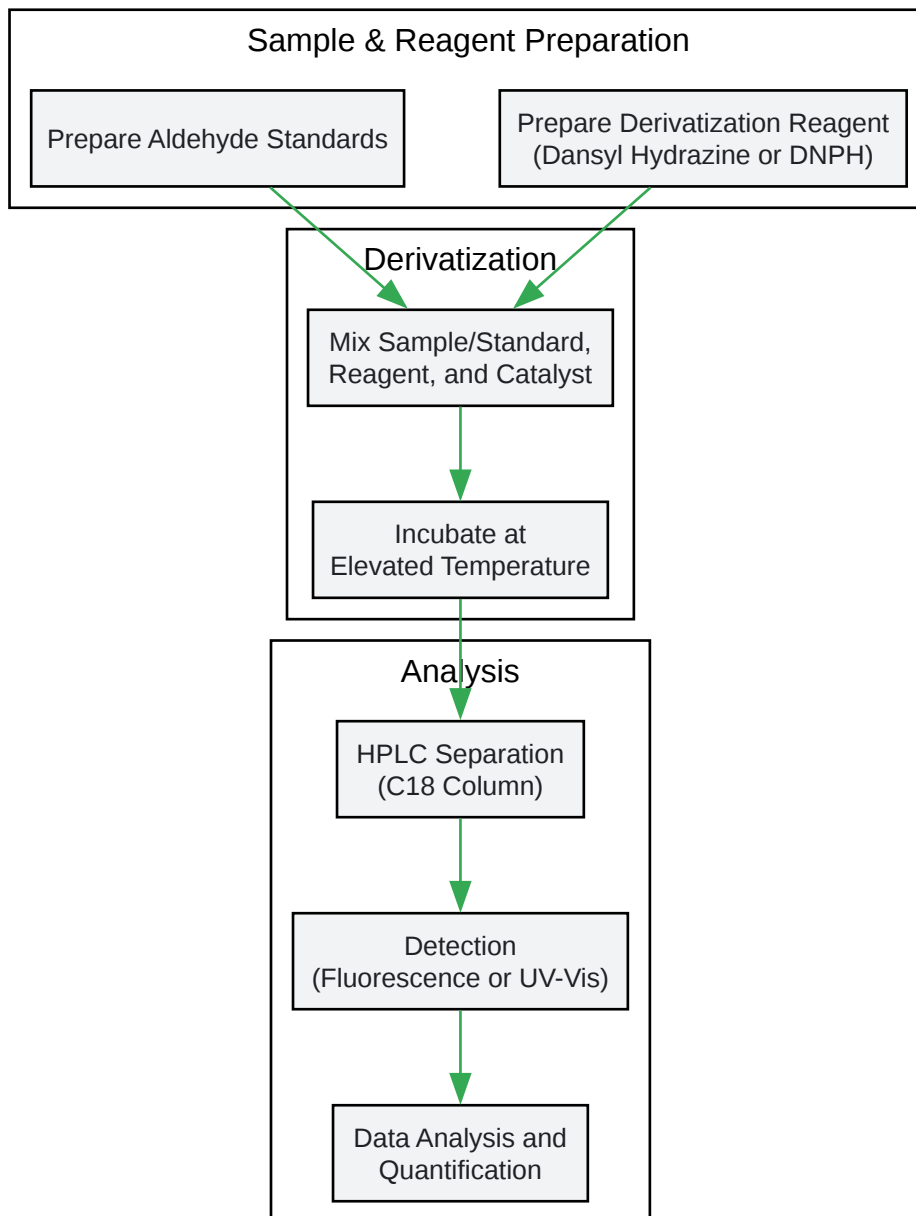 Sample & Reagent Preparation
Prepare Aldehyde Standards
Prepare Derivatization Reagent
(Dansyl Hydrazine or DNPH)
Derivatization
Mix Sample/Standard,
Reagent, and Catalyst
Incubate at
Elevated Temperature
Analysis
HPLC Separation
(C18 Column)
Detection
(Fluorescence or UV-Vis)
Data Analysis and
Quantification